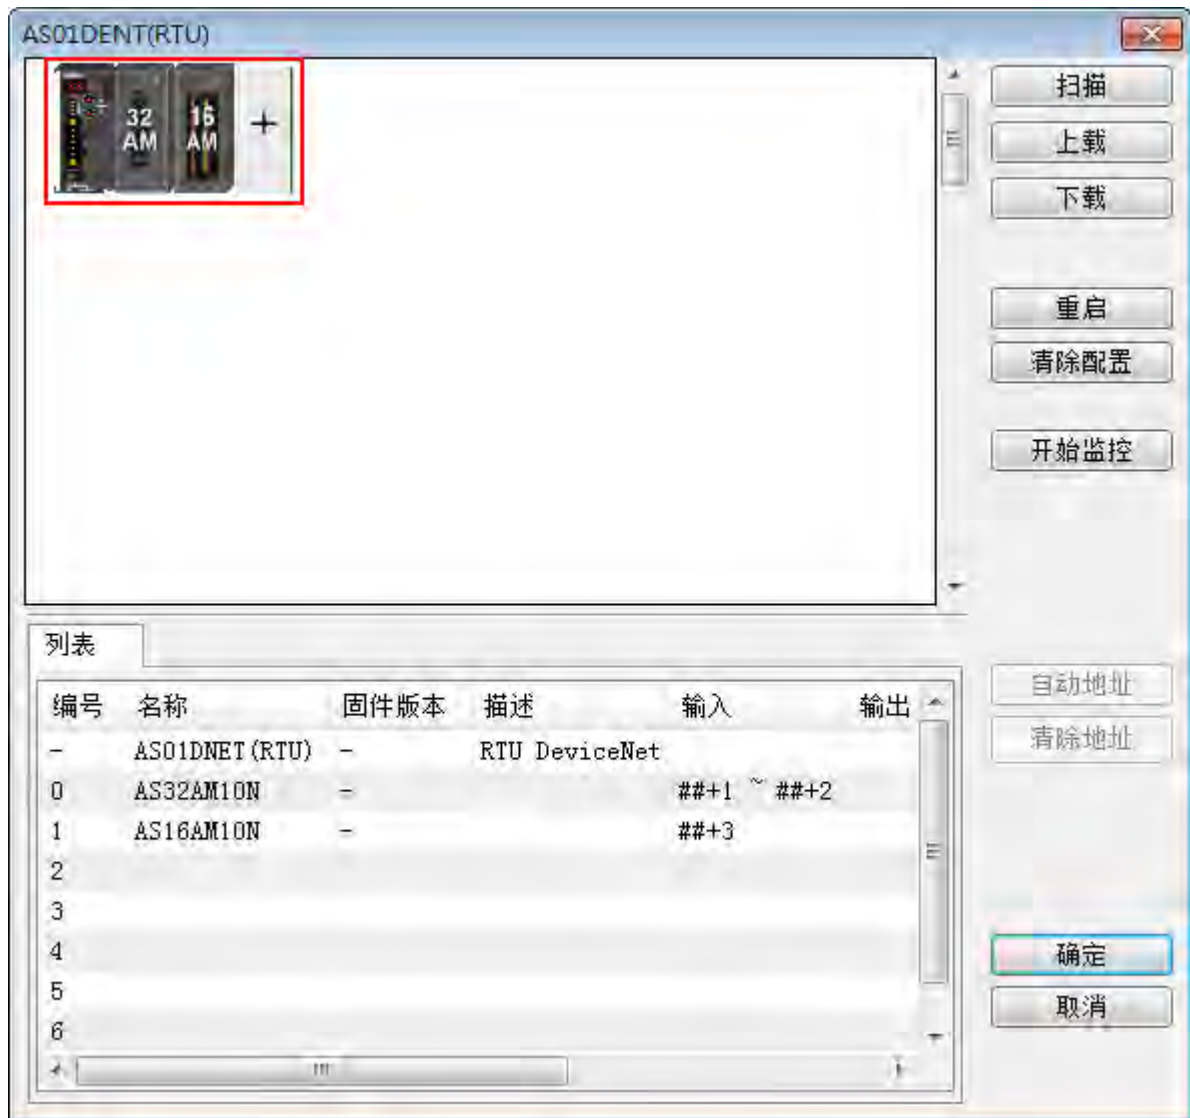 AS01DENT(RTU)
32 AM
16 AM
+
扫描
上载
下载
重启
清除配置
开始监控
列表
编号 名称 固件版本 描述 输入 输出
- AS01DNET(RTU) - RTU DeviceNet
0 AS32AM10N - ##+1 ~ ##+2
1 AS16AM10N - ##+3
2
3
4
5
6
自动地址
清除地址
确定
取消